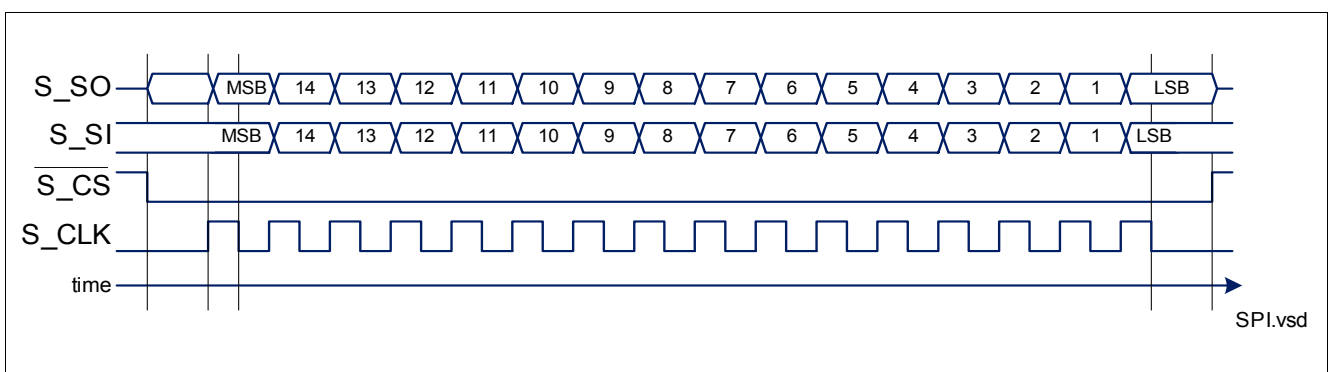 S_SO MSB 14 13 12 11 10 9 8 7 6 5 4 3 2 1 LSB
S_SI MSB 14 13 12 11 10 9 8 7 6 5 4 3 2 1 LSB
S_CS
S_CLK
time
SPI.vsd